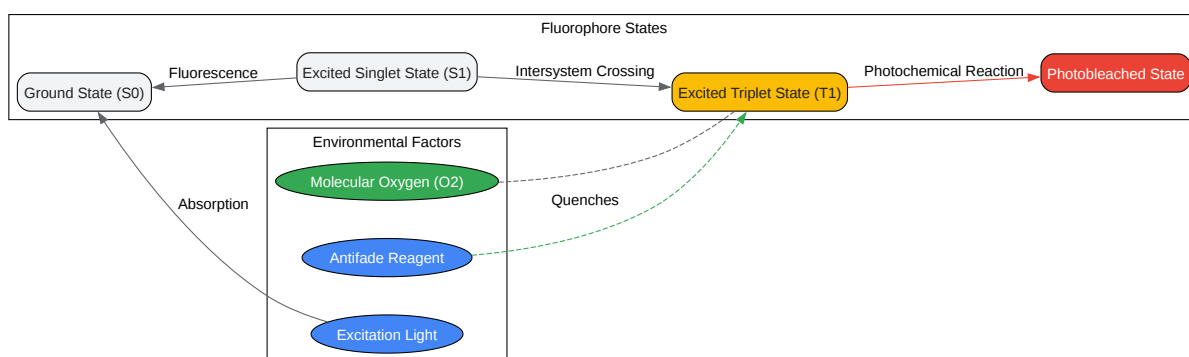 Fluorophore States
Fluorescence
Excited Singlet State (S1)
Intersystem Crossing
Photochemical Reaction
Photobleached State
Ground State (S0)
Excited Triplet State (T1)
Environmental Factors
Molecular Oxygen (O2)
Absorption
Quenches
Antifade Reagent
Excitation Light